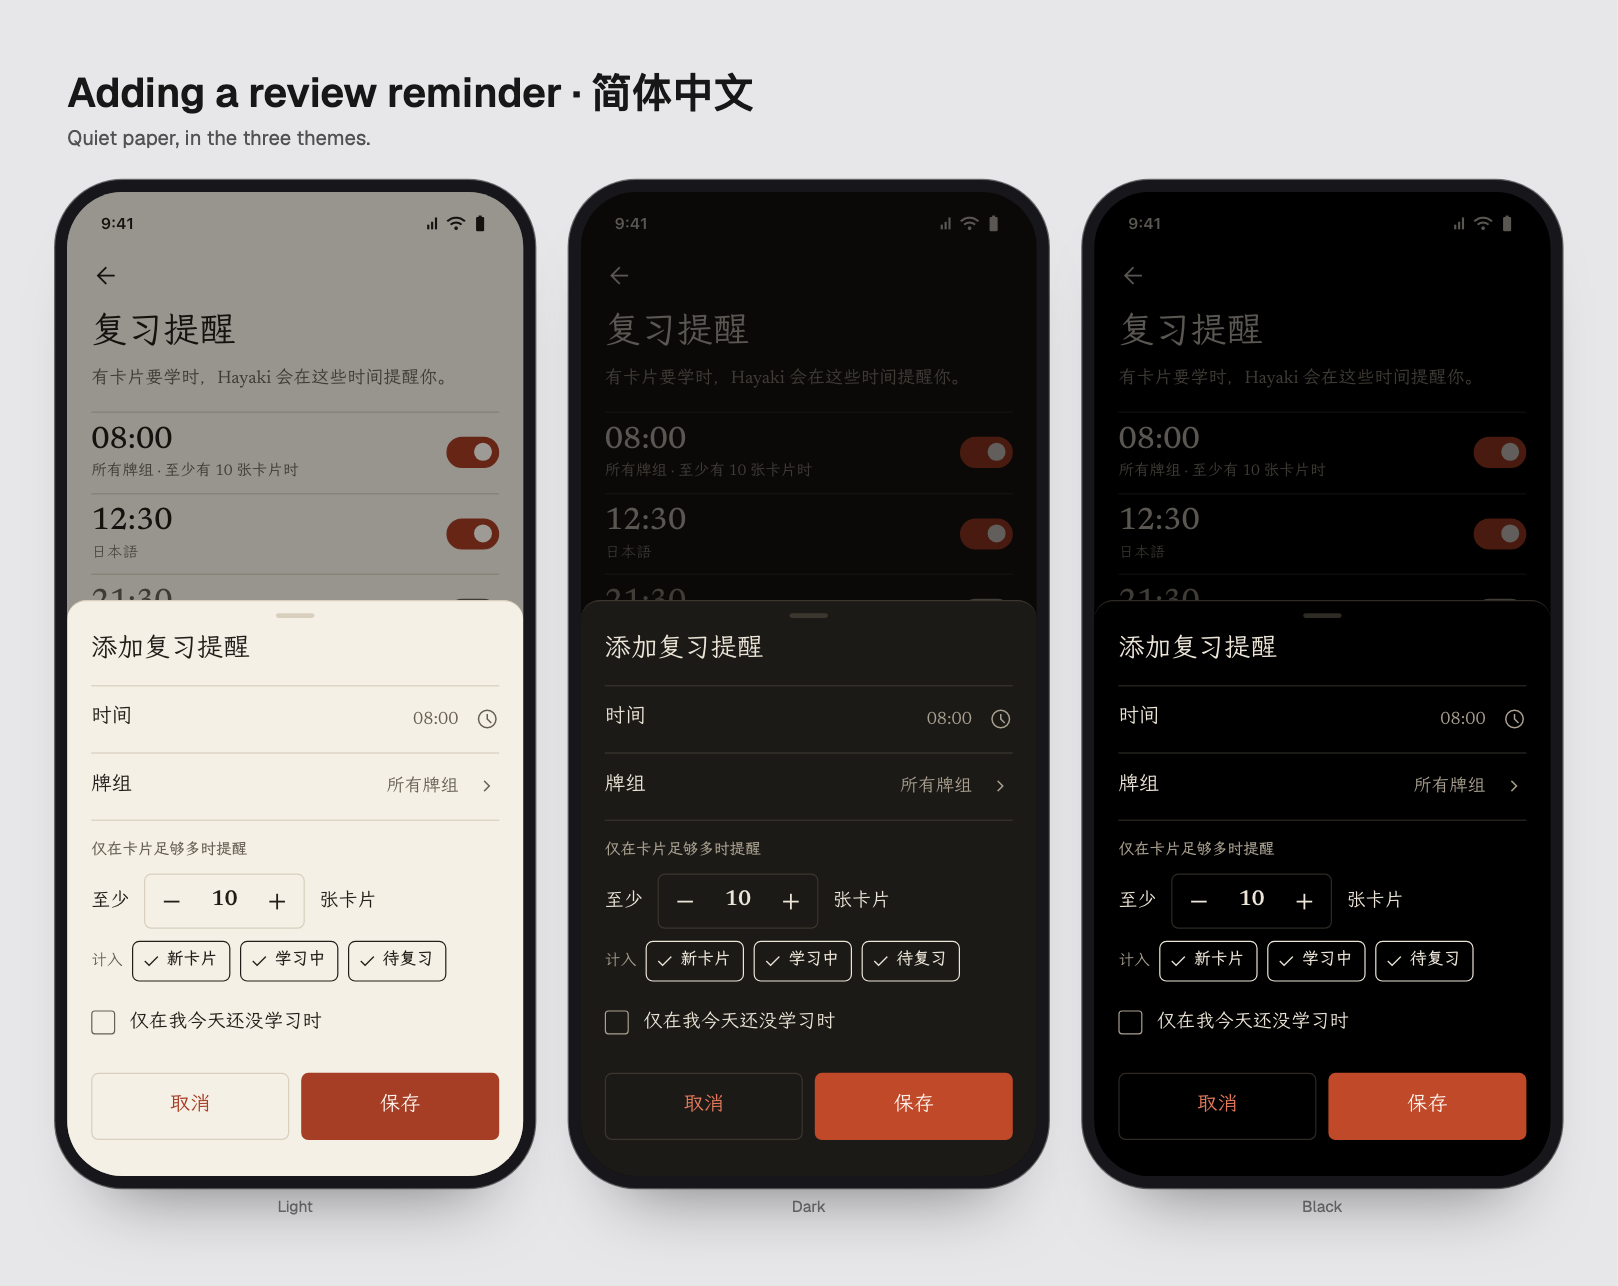 Adding a review reminder · 简体中文
Quiet paper, in the three themes.
9:41
复习提醒
有卡片要学时，Hayaki 会在这些时间提醒你。
08:00
所有牌组 · 至少有 10 张卡片时
12:30
日本語
21:30
添加复习提醒
时间 08:00
牌组 所有牌组
仅在卡片足够多时提醒
至少 − 10 + 张卡片
计入 新卡片 学习中 待复习
仅在我今天还没学习时
取消 保存
Light
9:41
复习提醒
有卡片要学时，Hayaki 会在这些时间提醒你。
08:00
所有牌组 · 至少有 10 张卡片时
12:30
日本語
21:30
添加复习提醒
时间 08:00
牌组 所有牌组
仅在卡片足够多时提醒
至少 − 10 + 张卡片
计入 新卡片 学习中 待复习
仅在我今天还没学习时
取消 保存
Dark
9:41
复习提醒
有卡片要学时，Hayaki 会在这些时间提醒你。
08:00
所有牌组 · 至少有 10 张卡片时
12:30
日本語
21:30
添加复习提醒
时间 08:00
牌组 所有牌组
仅在卡片足够多时提醒
至少 − 10 + 张卡片
计入 新卡片 学习中 待复习
仅在我今天还没学习时
取消 保存
Black